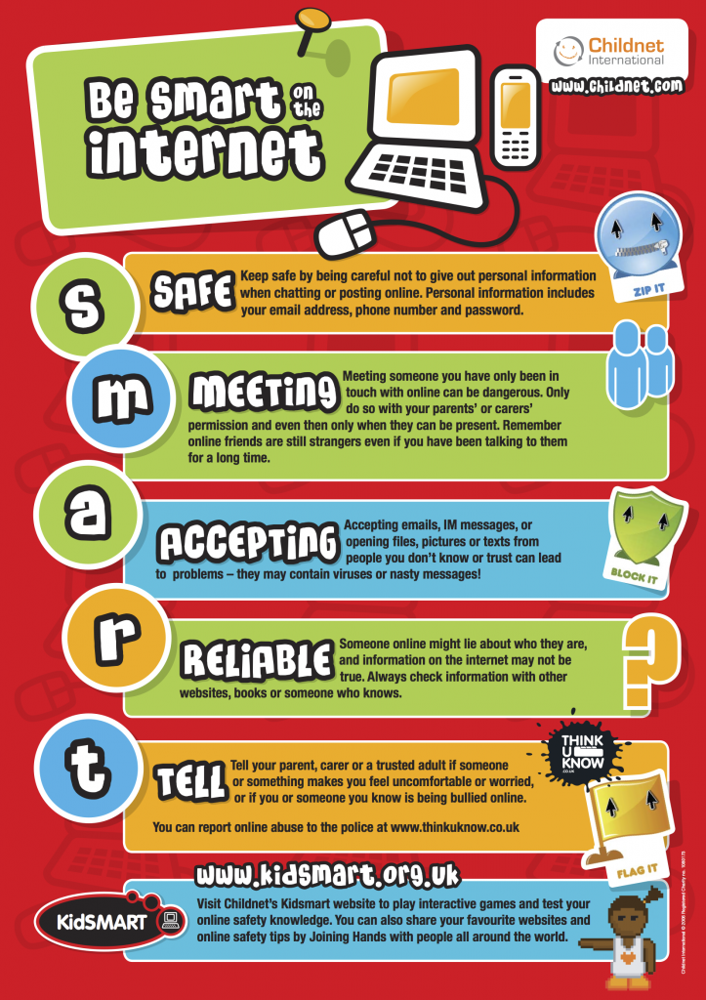 Childnet
International
www.childnet.com
Be smart on the
internet
s
SAFE
Keep safe by being careful not to give out personal information
when chatting or posting online. Personal information includes
your email address, phone number and password.
ZIP IT
m
MEETING
Meeting someone you have only been in
touch with online can be dangerous. Only
do so with your parents’ or carers’
permission and even then only when they can be present. Remember
online friends are still strangers even if you have been talking to them
for a long time.
a
ACCEPTING
Accepting emails, IM messages, or
opening files, pictures or texts from
people you don’t know or trust can lead
to problems – they may contain viruses or nasty messages!
BLOCK IT
r
RELIABLE
Someone online might lie about who they are,
and information on the internet may not be
true. Always check information with other
websites, books or someone who knows.
?
t
TELL
Tell your parent, carer or a trusted adult if someone
or something makes you feel uncomfortable or worried,
or if you or someone you know is being bullied online.
You can report online abuse to the police at www.thinkuknow.co.uk
THINK
U
KNOW
.CO.UK
FLAG IT
www.kidsmart.org.uk
KidSMART
Visit Childnet’s Kidsmart website to play interactive games and test your
online safety knowledge. You can also share your favourite websites and
online safety tips by Joining Hands with people all around the world.
Childnet International © Registered Charity no.